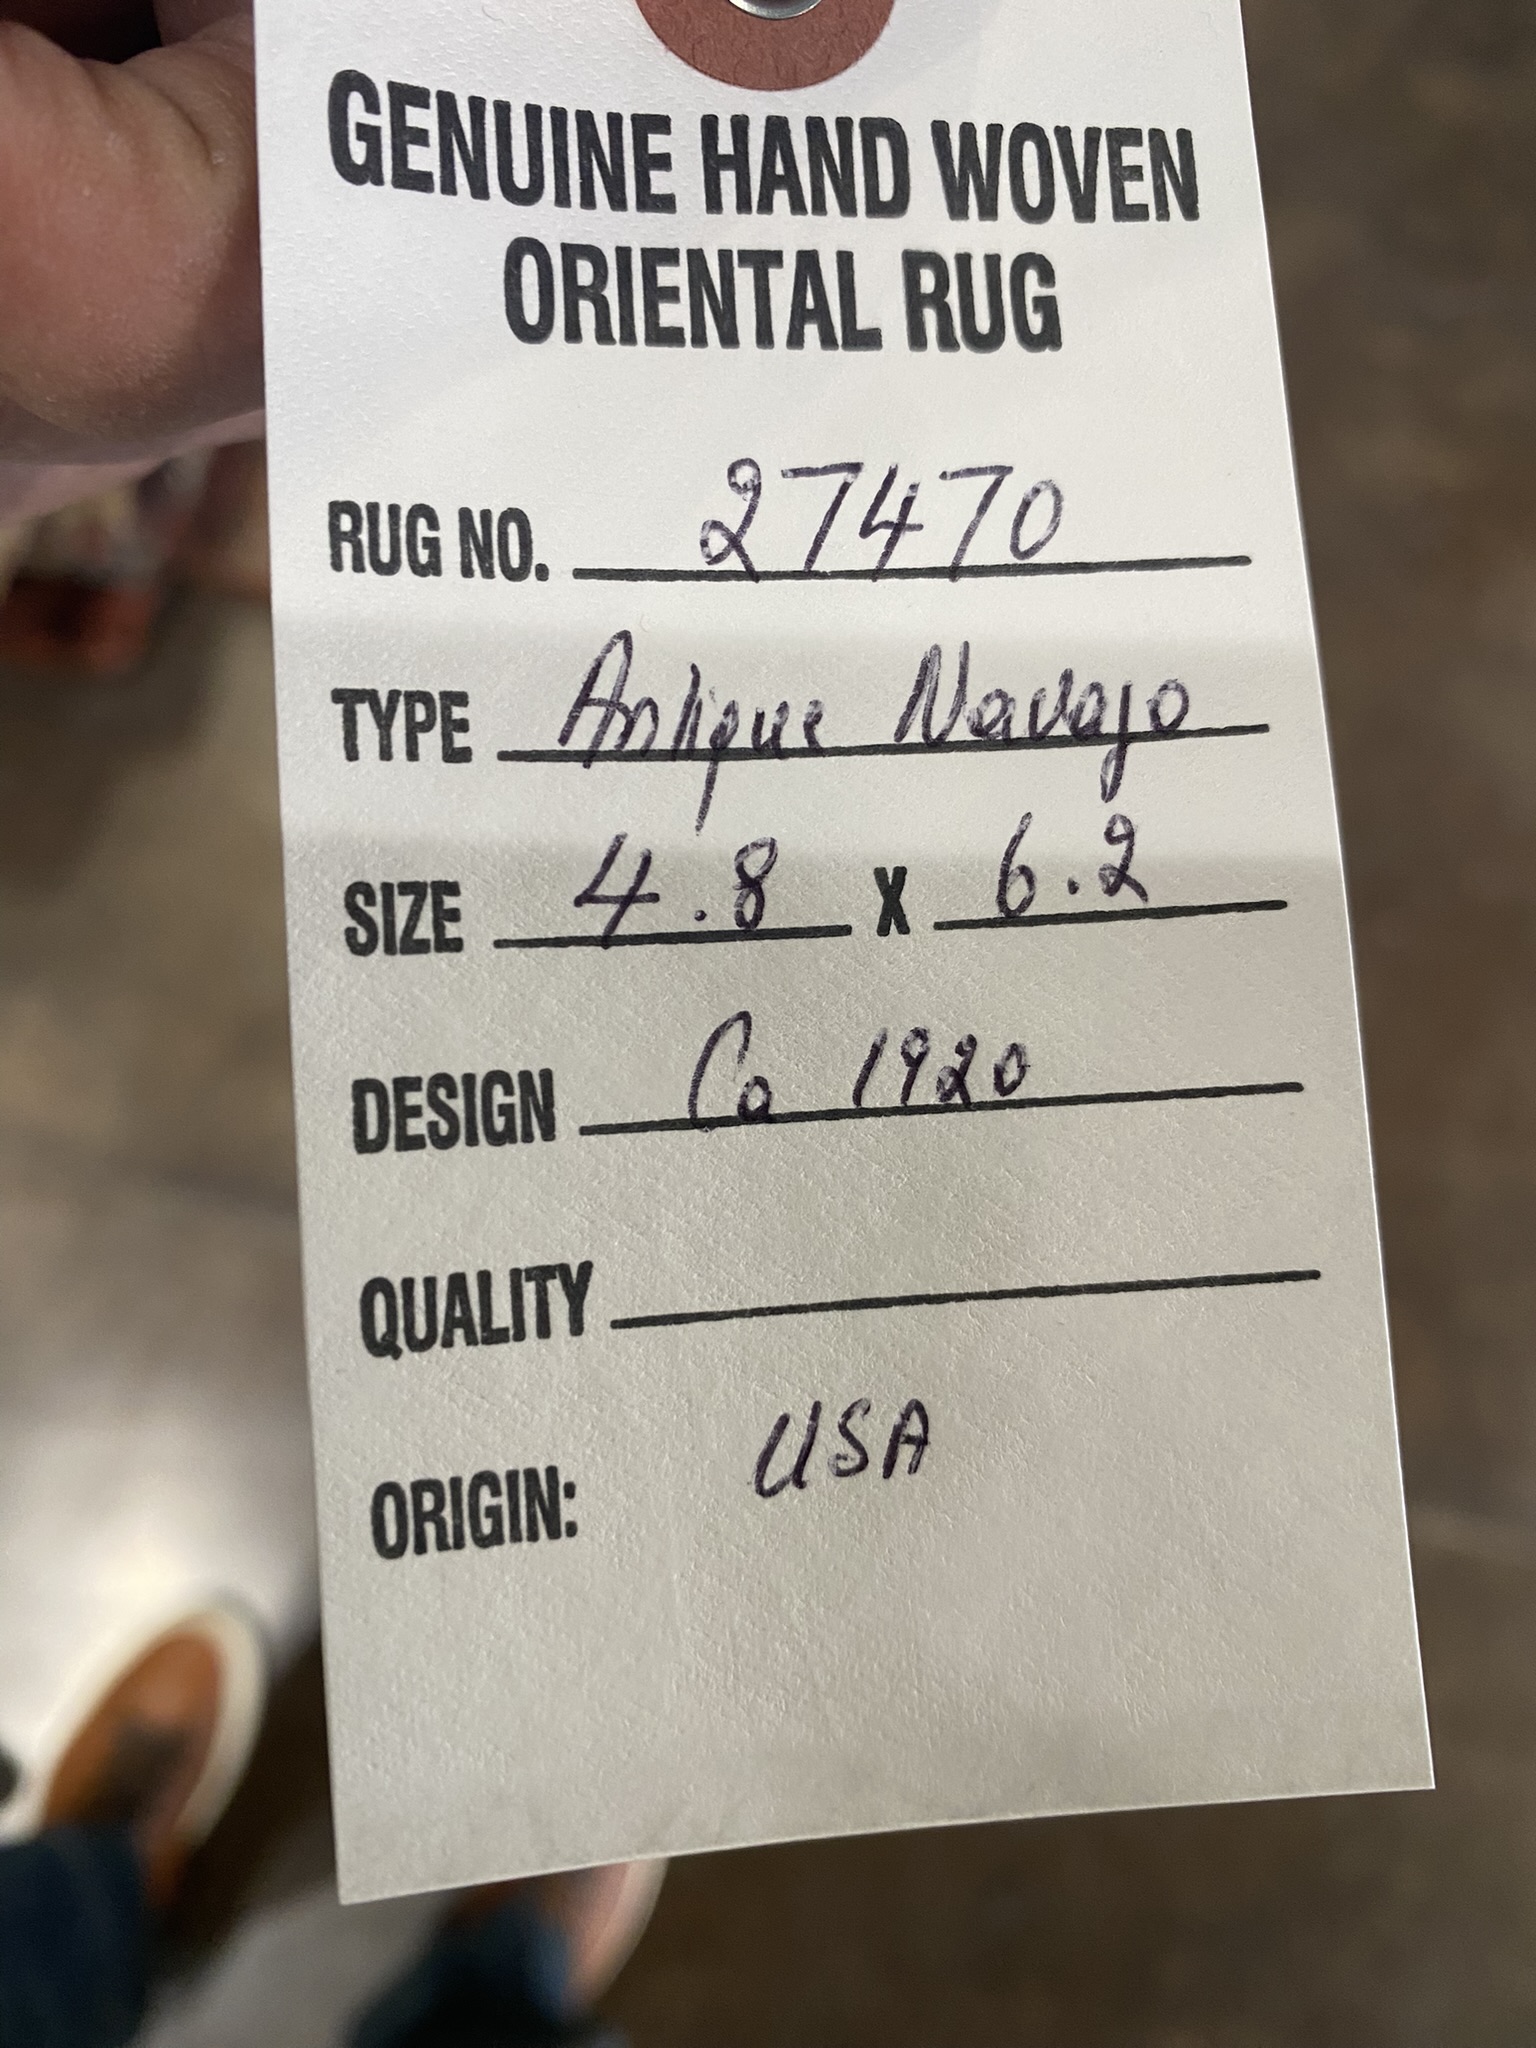 GENUINE HAND WOVEN
ORIENTAL RUG
RUG NO. 27470
TYPE Antique Navajo
SIZE 4.8 X 6.2
DESIGN Ca 1920
QUALITY
ORIGIN: USA